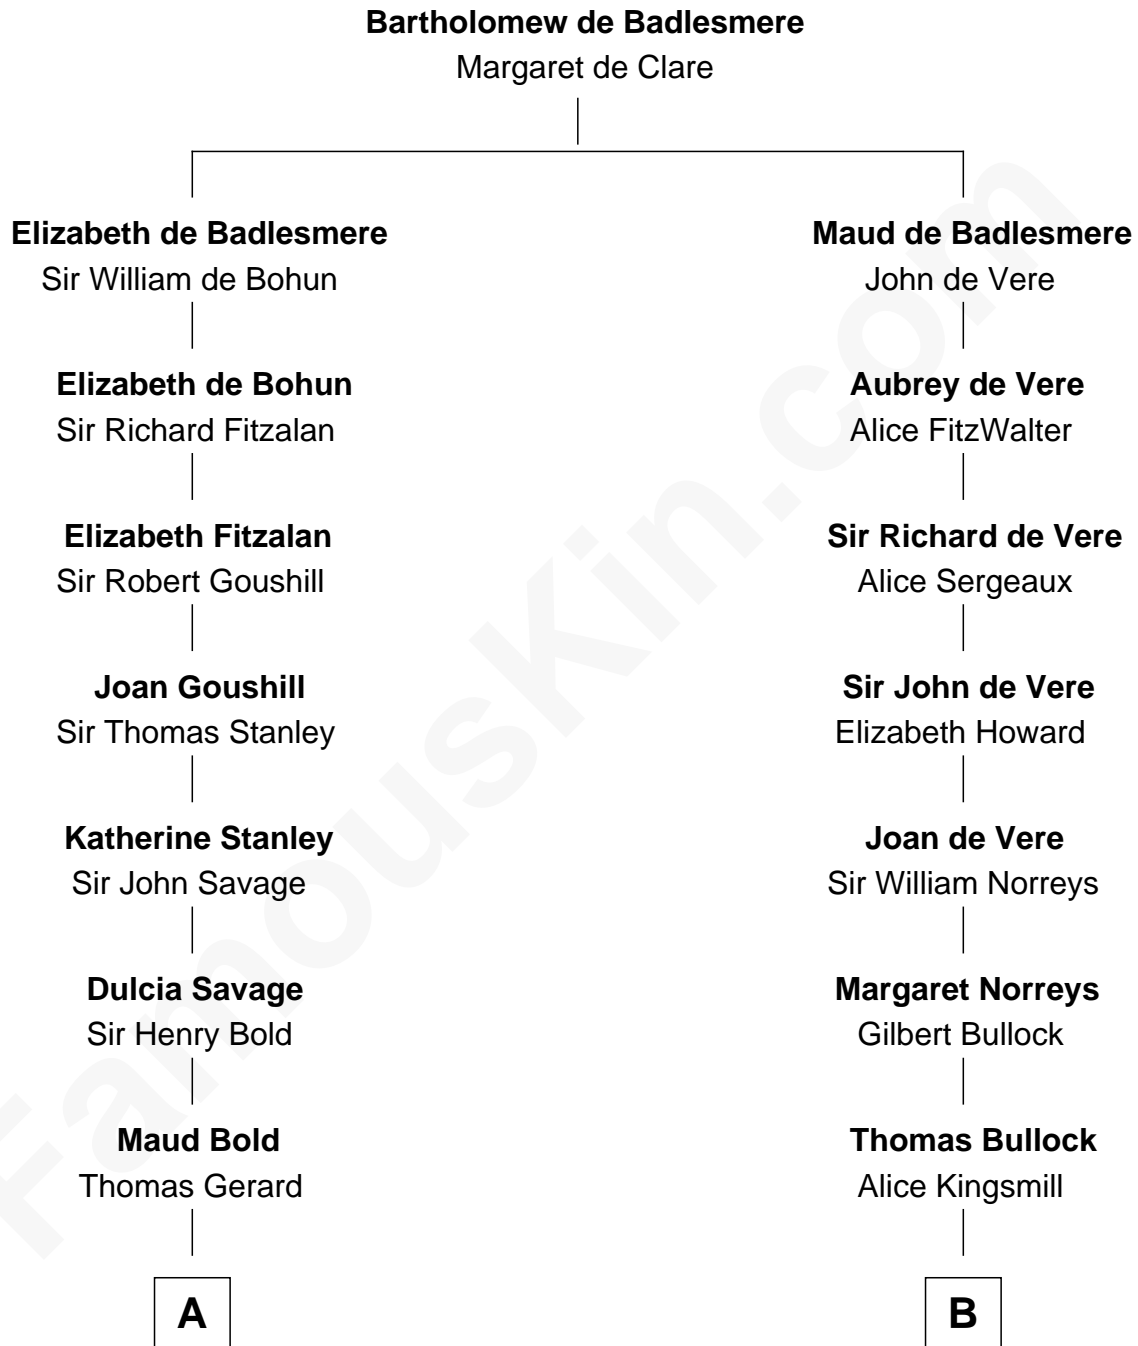 Bartholomew de Badlesmere
Margaret de Clare
Elizabeth de Badlesmere
Sir William de Bohun
Maud de Badlesmere
John de Vere
Elizabeth de Bohun
Sir Richard Fitzalan
Aubrey de Vere
Alice FitzWalter
Elizabeth Fitzalan
Sir Robert Goushill
Sir Richard de Vere
Alice Sergeaux
Joan Goushill
Sir Thomas Stanley
Sir John de Vere
Elizabeth Howard
Katherine Stanley
Sir John Savage
Joan de Vere
Sir William Norreys
Dulcia Savage
Sir Henry Bold
Margaret Norreys
Gilbert Bullock
Maud Bold
Thomas Gerard
Thomas Bullock
Alice Kingsmill
A
B
FamousKin.com